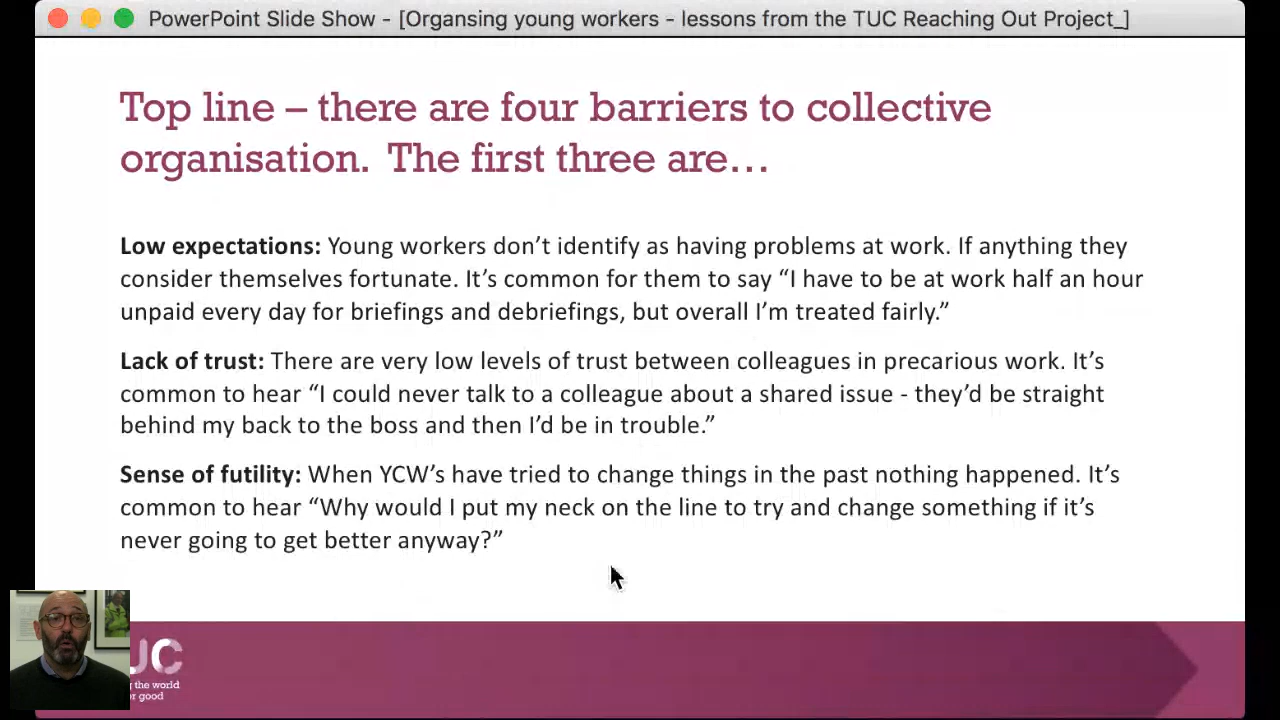 PowerPoint Slide Show - [Organsing young workers - lessons from the TUC Reaching Out Project_]
Top line – there are four barriers to collective
organisation.  The first three are…
Low expectations: Young workers don’t identify as having problems at work. If anything they
consider themselves fortunate. It’s common for them to say “I have to be at work half an hour
unpaid every day for briefings and debriefings, but overall I’m treated fairly.”
Lack of trust: There are very low levels of trust between colleagues in precarious work. It’s
common to hear “I could never talk to a colleague about a shared issue - they’d be straight
behind my back to the boss and then I’d be in trouble.”
Sense of futility: When YCW’s have tried to change things in the past nothing happened. It’s
common to hear “Why would I put my neck on the line to try and change something if it’s
never going to get better anyway?”
UC
the world
good